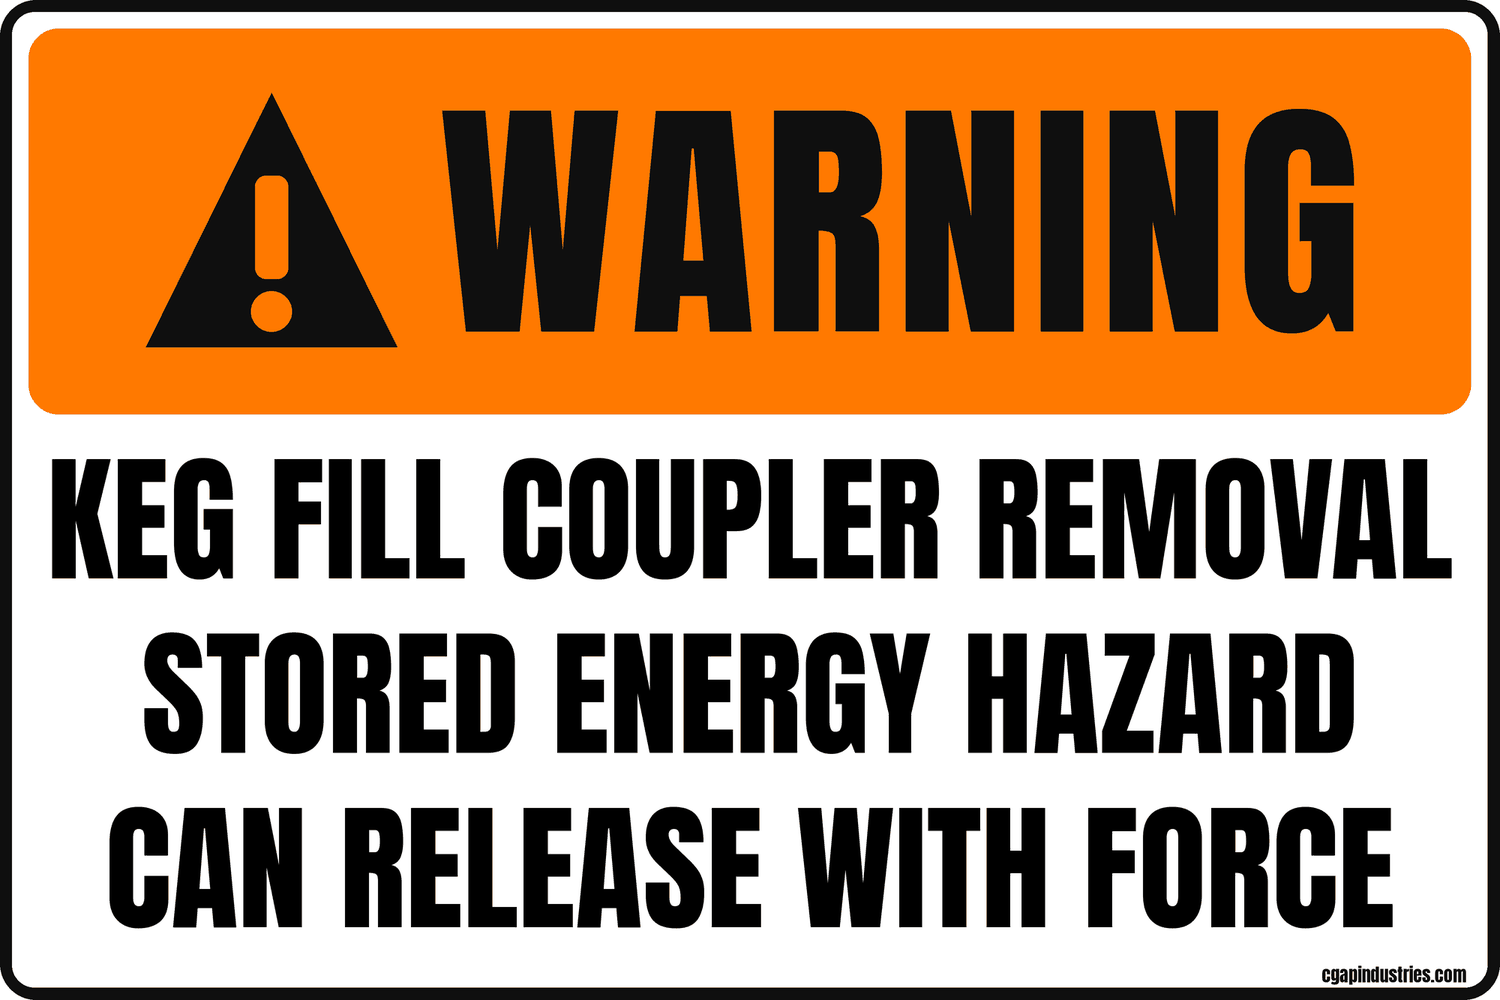 WARNING
KEG FILL COUPLER REMOVAL
STORED ENERGY HAZARD
CAN RELEASE WITH FORCE
cgapindustries.com